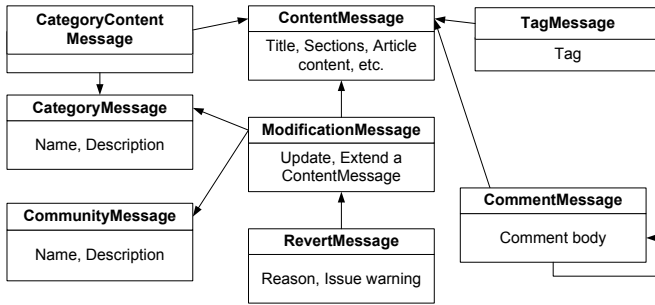 CategoryContent
Message
ContentMessage
Title, Sections, Article
content, etc.
TagMessage
Tag
CategoryMessage
Name, Description
ModificationMessage
Update, Extend a
ContentMessage
CommunityMessage
Name, Description
RevertMessage
Reason, Issue warning
CommentMessage
Comment body